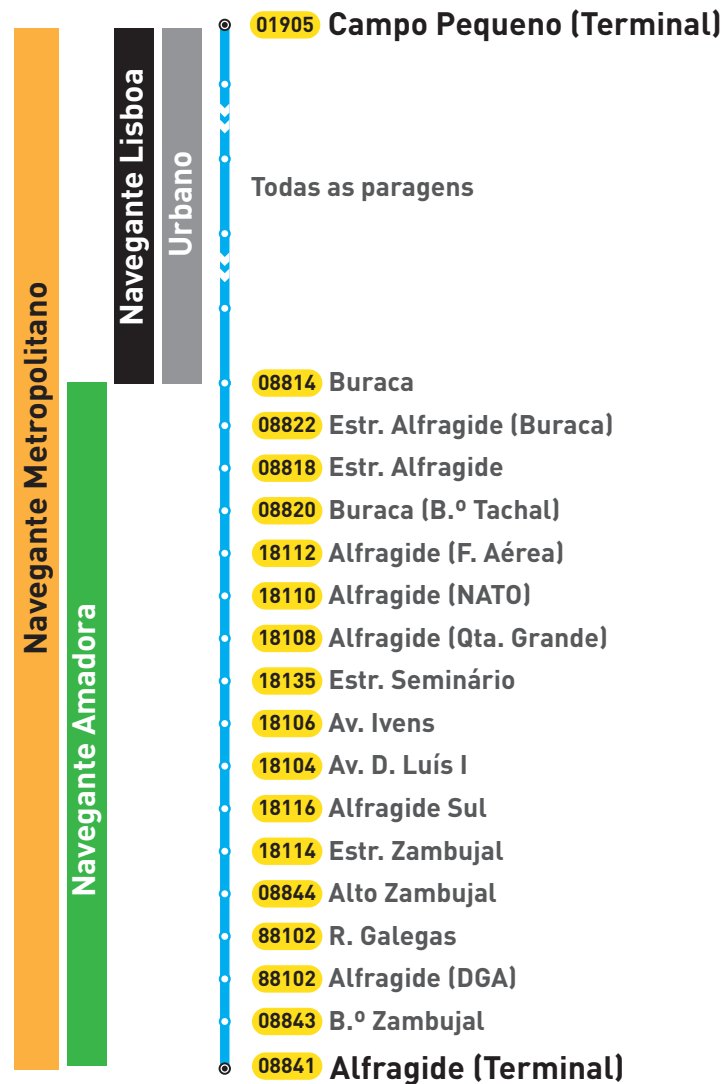 Navegante Metropolitano
Navegante Amadora
Navegante Lisboa
Urbano
01905 Campo Pequeno (Terminal)
Todas as paragens
08814 Buraca
08822 Estr. Alfragide (Buraca)
08818 Estr. Alfragide
08820 Buraca (B.º Tachal)
18112 Alfragide (F. Aérea)
18110 Alfragide (NATO)
18108 Alfragide (Qta. Grande)
18135 Estr. Seminário
18106 Av. Ivens
18104 Av. D. Luís I
18116 Alfragide Sul
18114 Estr. Zambujal
08844 Alto Zambujal
88102 R. Galegas
88102 Alfragide (DGA)
08843 B.º Zambujal
08841 Alfragide (Terminal)